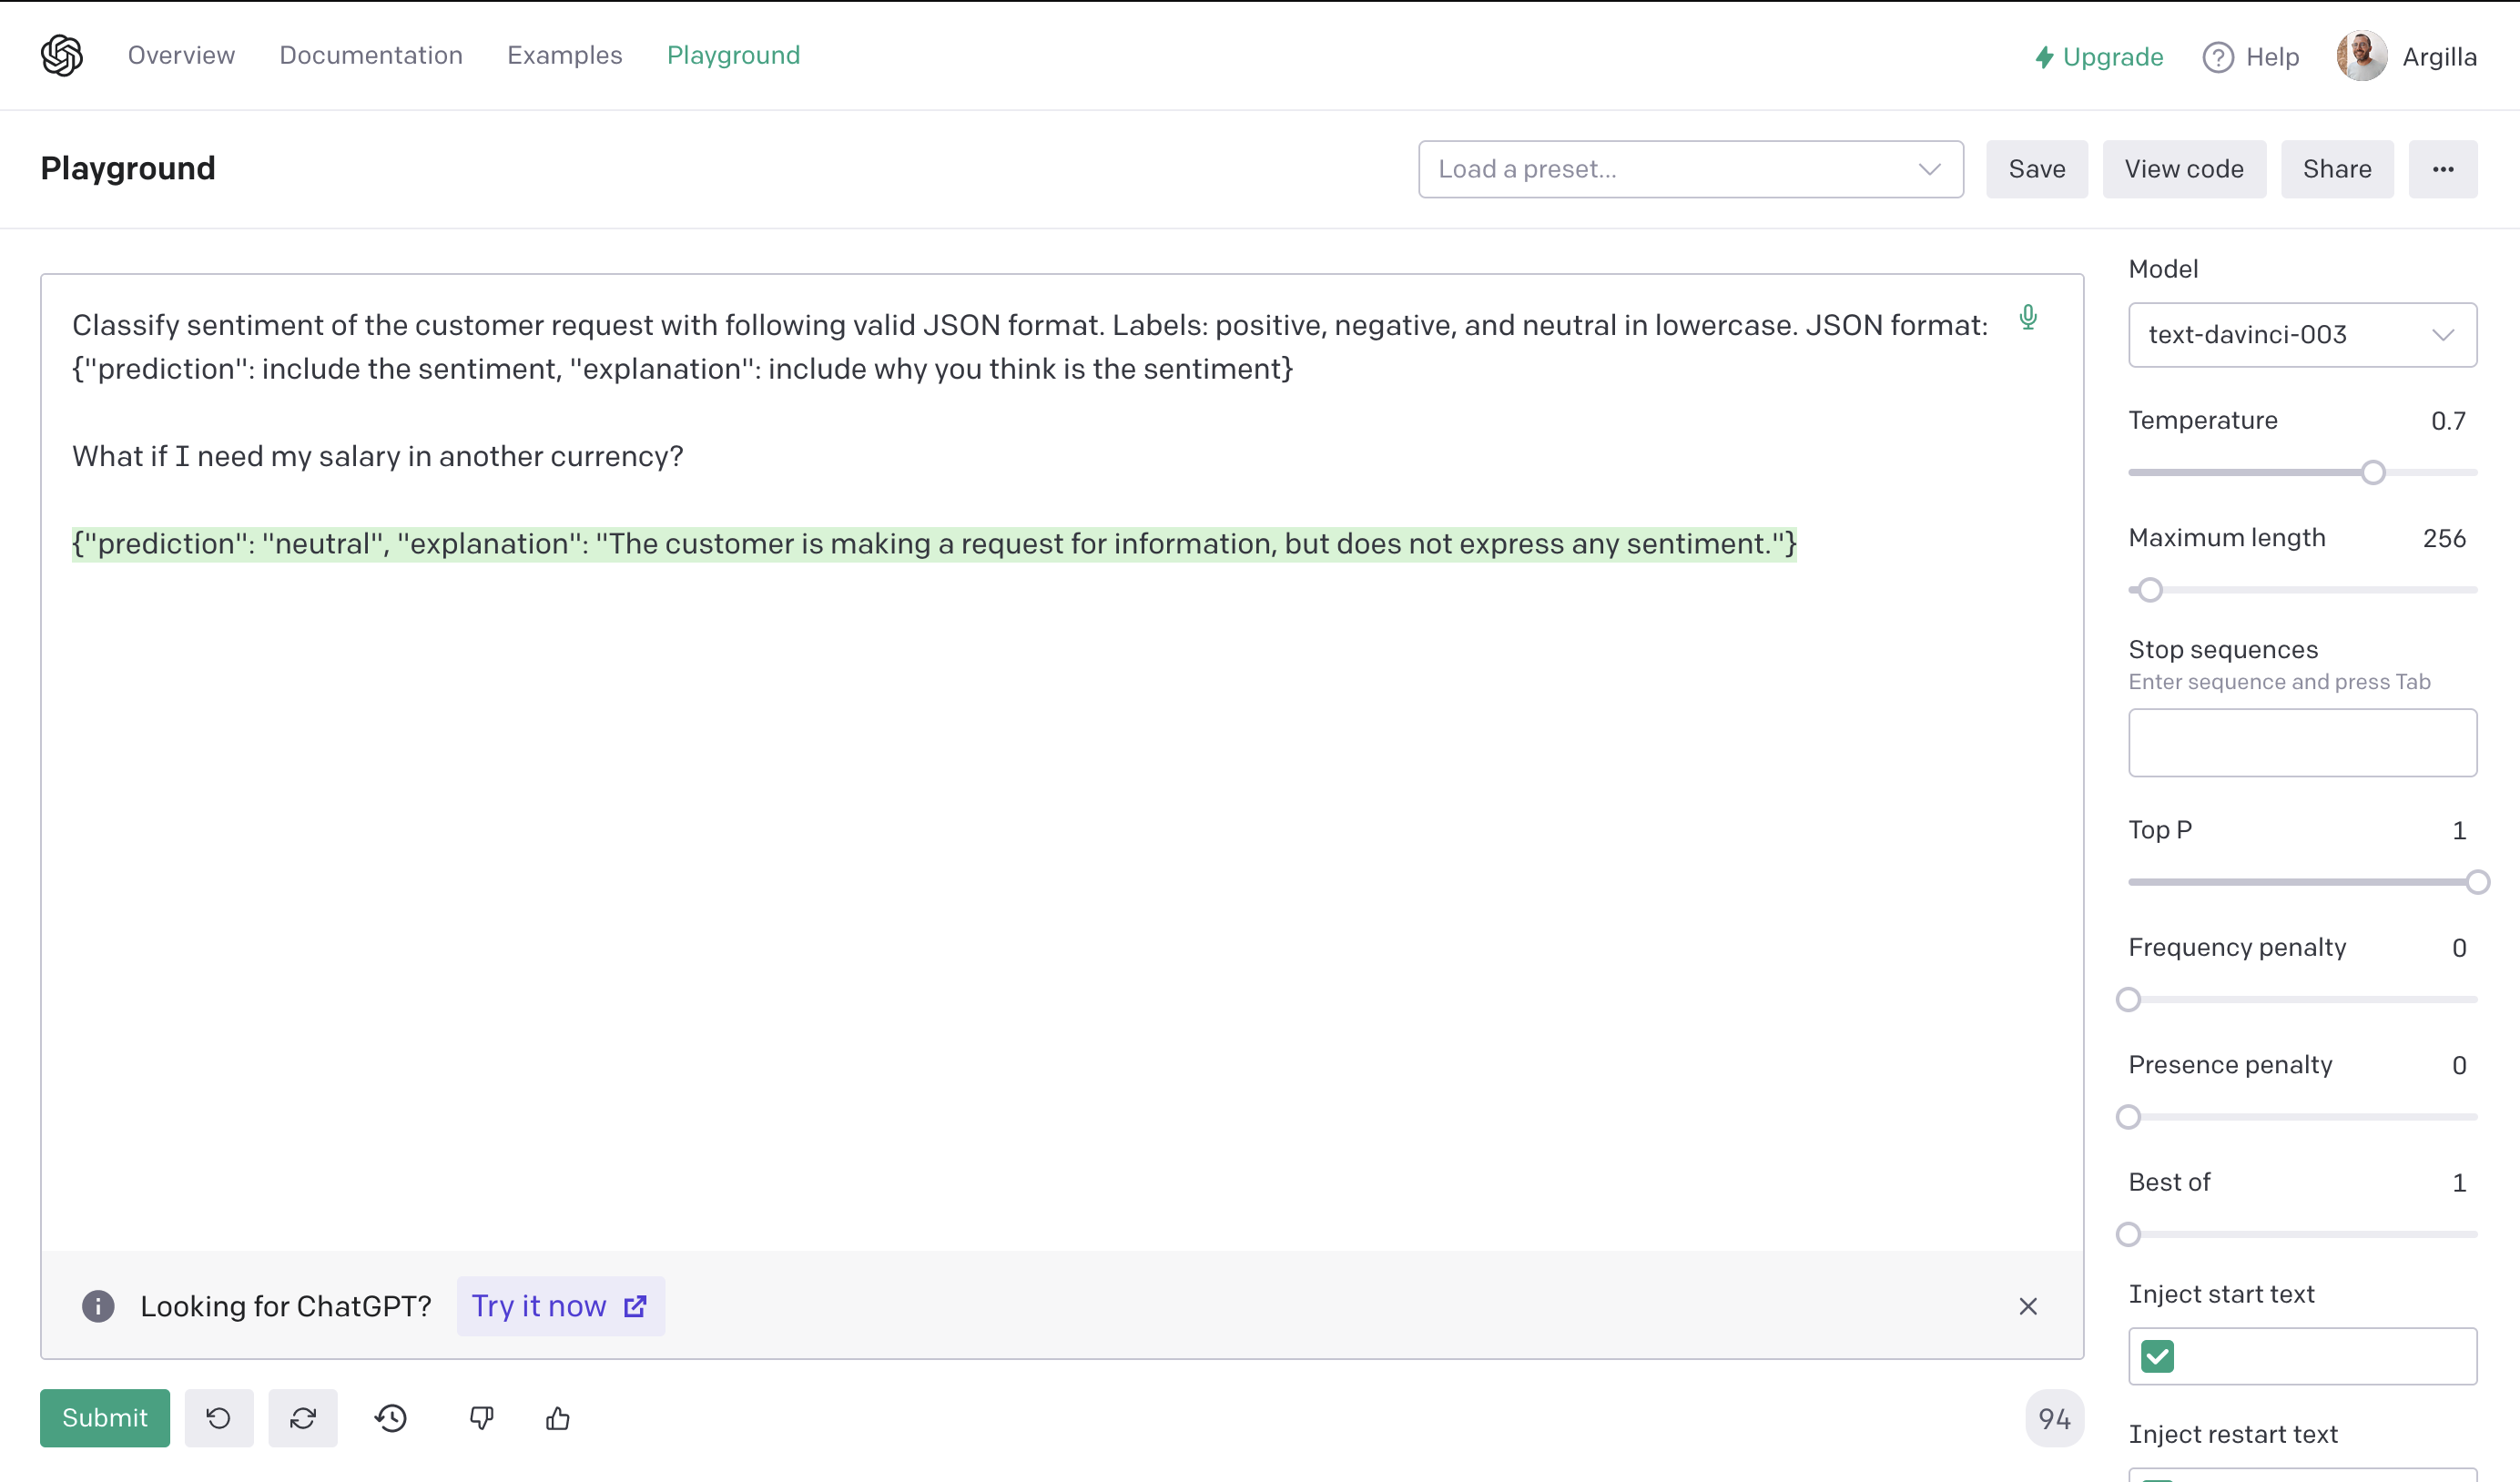 Overview Documentation Examples Playground Upgrade Help Argilla
Playground Load a preset... Save View code Share ...
Classify sentiment of the customer request with following valid JSON format. Labels: positive, negative, and neutral in lowercase. JSON format:
{"prediction": include the sentiment, "explanation": include why you think is the sentiment}
What if I need my salary in another currency?
{"prediction": "neutral", "explanation": "The customer is making a request for information, but does not express any sentiment."}
Looking for ChatGPT? Try it now
Submit
94
Model
text-davinci-003
Temperature 0.7
Maximum length 256
Stop sequences
Enter sequence and press Tab
Top P 1
Frequency penalty 0
Presence penalty 0
Best of 1
Inject start text
Inject restart text